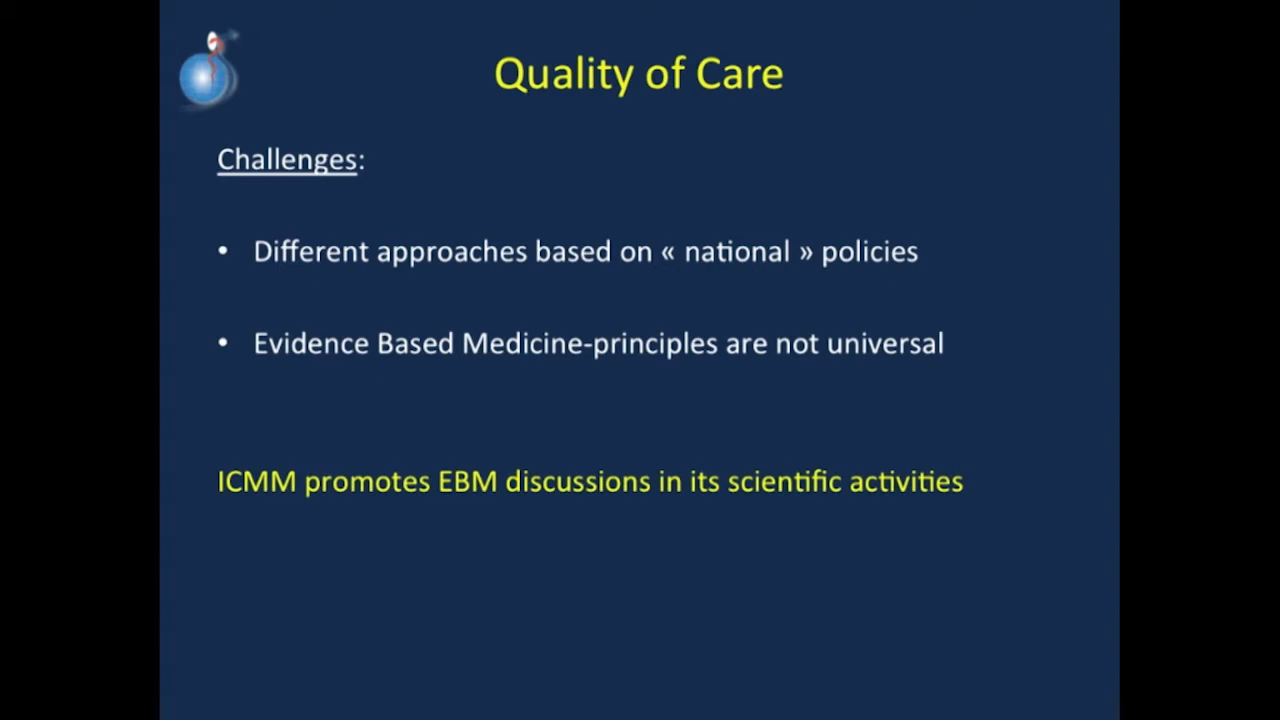 Quality of Care
Challenges:
• Different approaches based on « national » policies
• Evidence Based Medicine-principles are not universal
ICMM promotes EBM discussions in its scientific activities